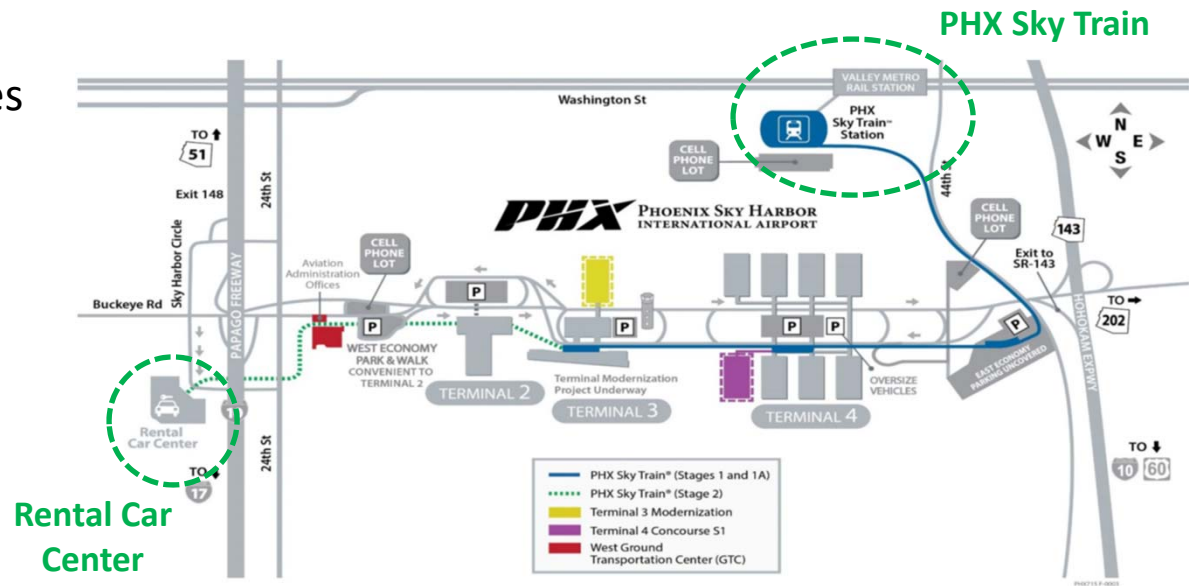 PHX Sky Train
es
VALLEY METRO
RAIL STATION
Washington St
PHX
Sky Train™
Station
CELL
PHONE
LOT
TO
51
Exit 148
24th St
Sky Harbor Circle
PAPAGO FREEWAY
44th St
N
W E
S
PHX PHOENIX SKY HARBOR
INTERNATIONAL AIRPORT
CELL
PHONE
LOT
143
Exit to
SR-143
TO
202
HOHOKAM EXPWY
Aviation
Administration
Offices
CELL
PHONE
LOT
Buckeye Rd
P
P
P
P
P
P
WEST ECONOMY
PARK & WALK
CONVENIENT TO
TERMINAL 2
TERMINAL 2
Terminal Modernization
Project Underway
TERMINAL 3
TERMINAL 4
OVERSIZE
VEHICLES
EAST ECONOMY
PARKING UNCOVERED
Rental
Car Center
24th St
TO
17
TO
10 60
Rental Car
Center
PHX Sky Train® (Stages 1 and 1A)
PHX Sky Train® (Stage 2)
Terminal 3 Modernization
Terminal 4 Concourse S1
West Ground
Transportation Center (GTC)